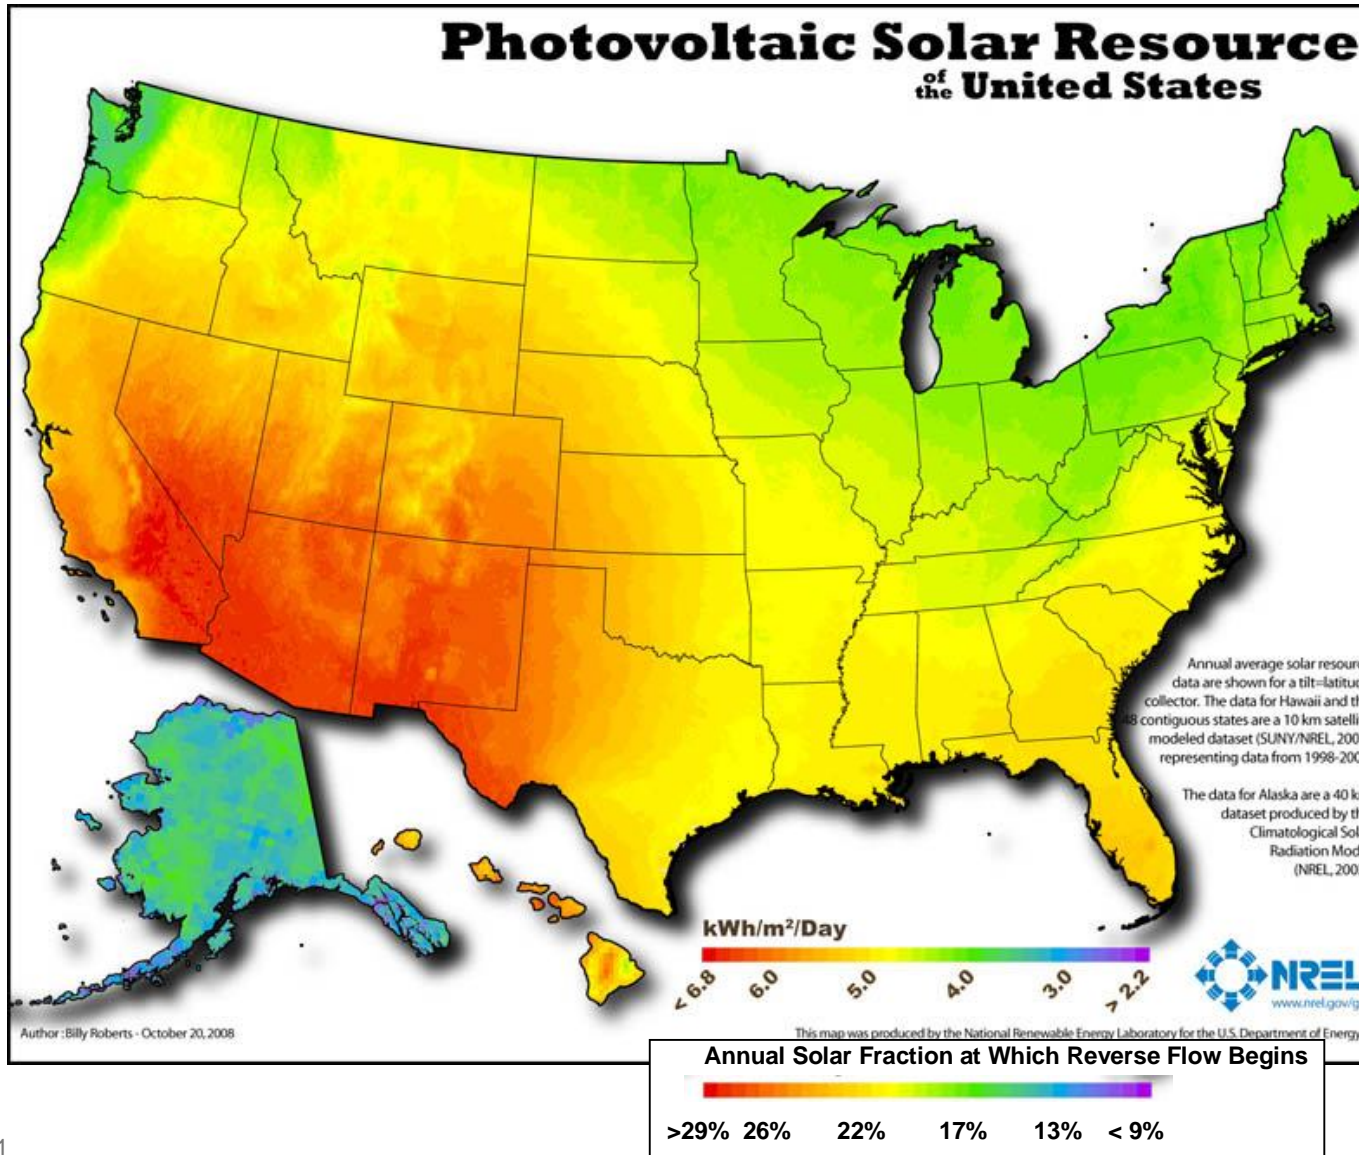 Photovoltaic Solar Resource
of the United States
Annual average solar resour
data are shown for a tilt=latitud
collector. The data for Hawaii and th
48 contiguous states are a 10 km satelli
modeled dataset (SUNY/NREL, 200
representing data from 1998-200
The data for Alaska are a 40 k
dataset produced by th
Climatological Sol
Radiation Mod
(NREL, 200
kWh/m²/Day
< 6.8 6.0 5.0 4.0 3.0 > 2.2
NREL
www.nrel.gov/g
Author : Billy Roberts - October 20, 2008
This map was produced by the National Renewable Energy Laboratory for the U.S. Department of Energy
Annual Solar Fraction at Which Reverse Flow Begins
>29% 26% 22% 17% 13% < 9%
1